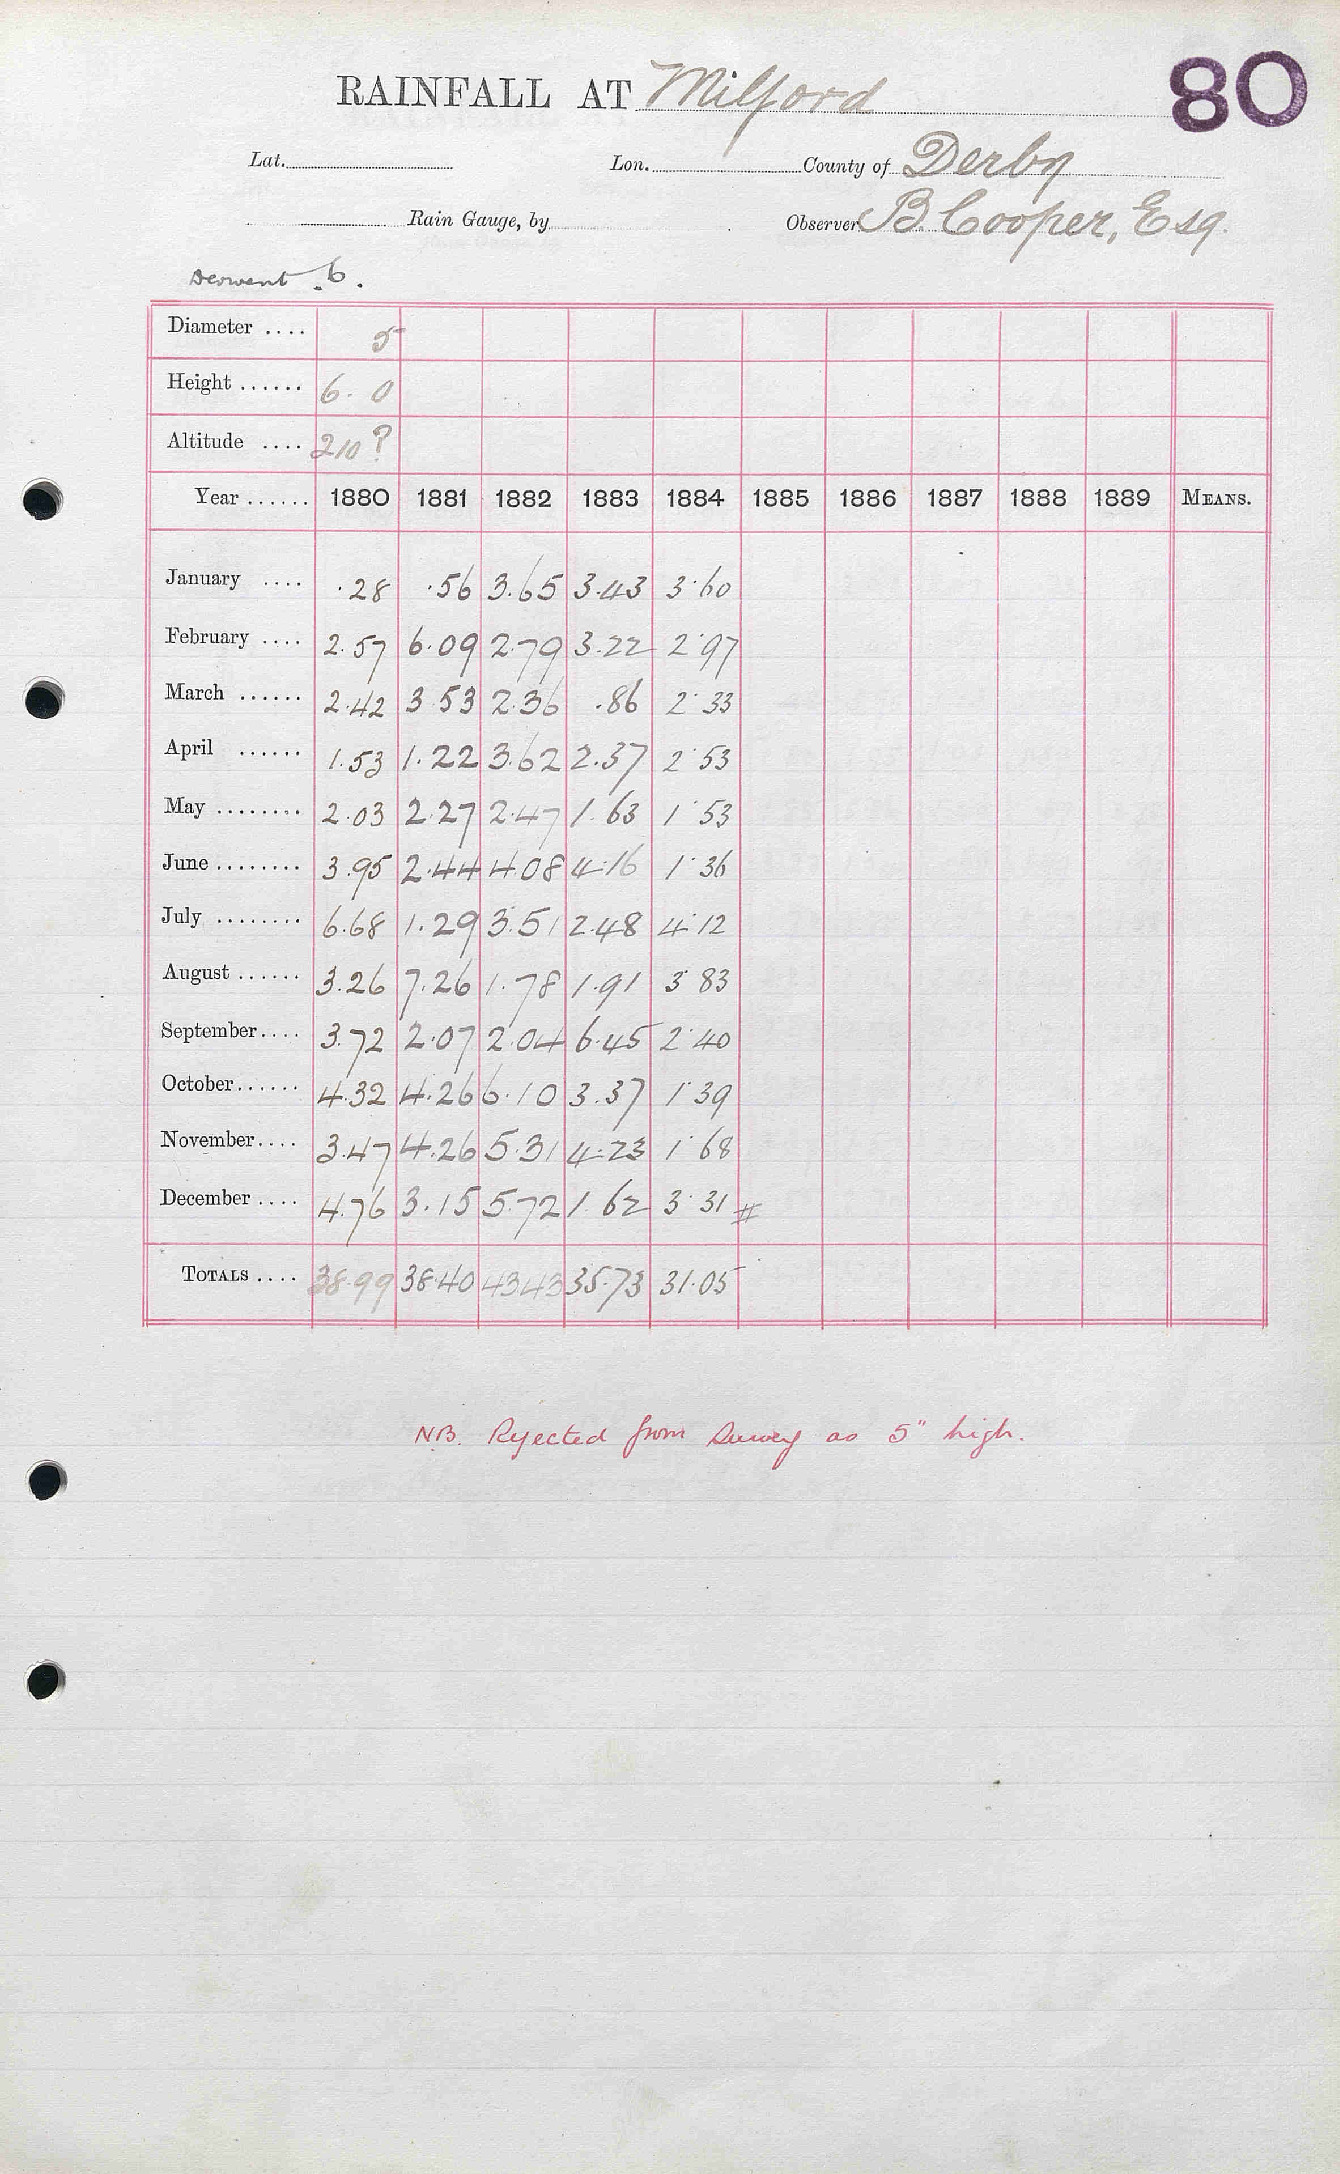 RAINFALL AT Milford 80
Lat. Lon. County of Derby
Rain Gauge, by Observer B. Cooper, Esq.
Derwent 6.
Diameter .... 5
Height ...... 6. 0
Altitude .... 210?
Year ...... 1880 1881 1882 1883 1884 1885 1886 1887 1888 1889 MEANS.
January .... .28 .56 3.65 3.43 3.60
February .... 2.57 6.09 2.79 3.22 2.97
March ...... 2.42 3.53 2.36 .86 2.33
April ...... 1.53 1.22 3.62 2.37 2.53
May ........ 2.03 2.27 2.47 1.63 1.53
June ........ 3.95 2.44 4.08 4.16 1.36
July ........ 6.68 1.29 3.51 2.48 4.12
August ...... 3.26 7.26 1.78 1.91 3.83
September.... 3.72 2.07 2.04 6.45 2.40
October...... 4.32 4.26 6.10 3.37 1.39
November.... 3.47 4.26 5.31 4.23 1.68
December .... 4.76 3.15 5.72 1.62 3.31 #
TOTALS .... 38.99 38.40 43 43 35.73 31.05
N.B. Rejected from Survey as 5" high.